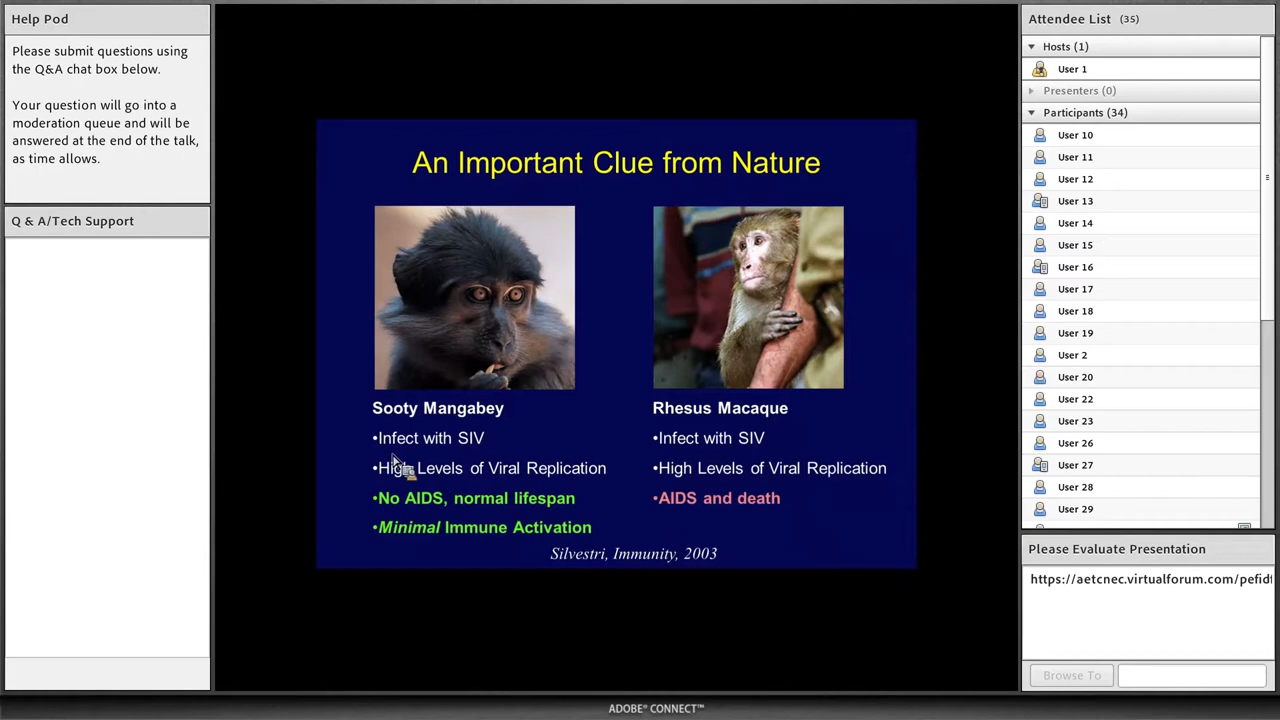 Help Pod
Please submit questions using
the Q&A chat box below.
Your question will go into a
moderation queue and will be
answered at the end of the talk,
as time allows.
Q & A/Tech Support
An Important Clue from Nature
Sooty Mangabey
•Infect with SIV
•High Levels of Viral Replication
•No AIDS, normal lifespan
•Minimal Immune Activation
Rhesus Macaque
•Infect with SIV
•High Levels of Viral Replication
•AIDS and death
Silvestri, Immunity, 2003
Attendee List (35)
Hosts (1)
User 1
Presenters (0)
Participants (34)
User 10
User 11
User 12
User 13
User 14
User 15
User 16
User 17
User 18
User 19
User 2
User 20
User 22
User 23
User 26
User 27
User 28
User 29
Please Evaluate Presentation
https://aetcnec.virtualforum.com/pefidf
Browse To
ADOBE® CONNECT™